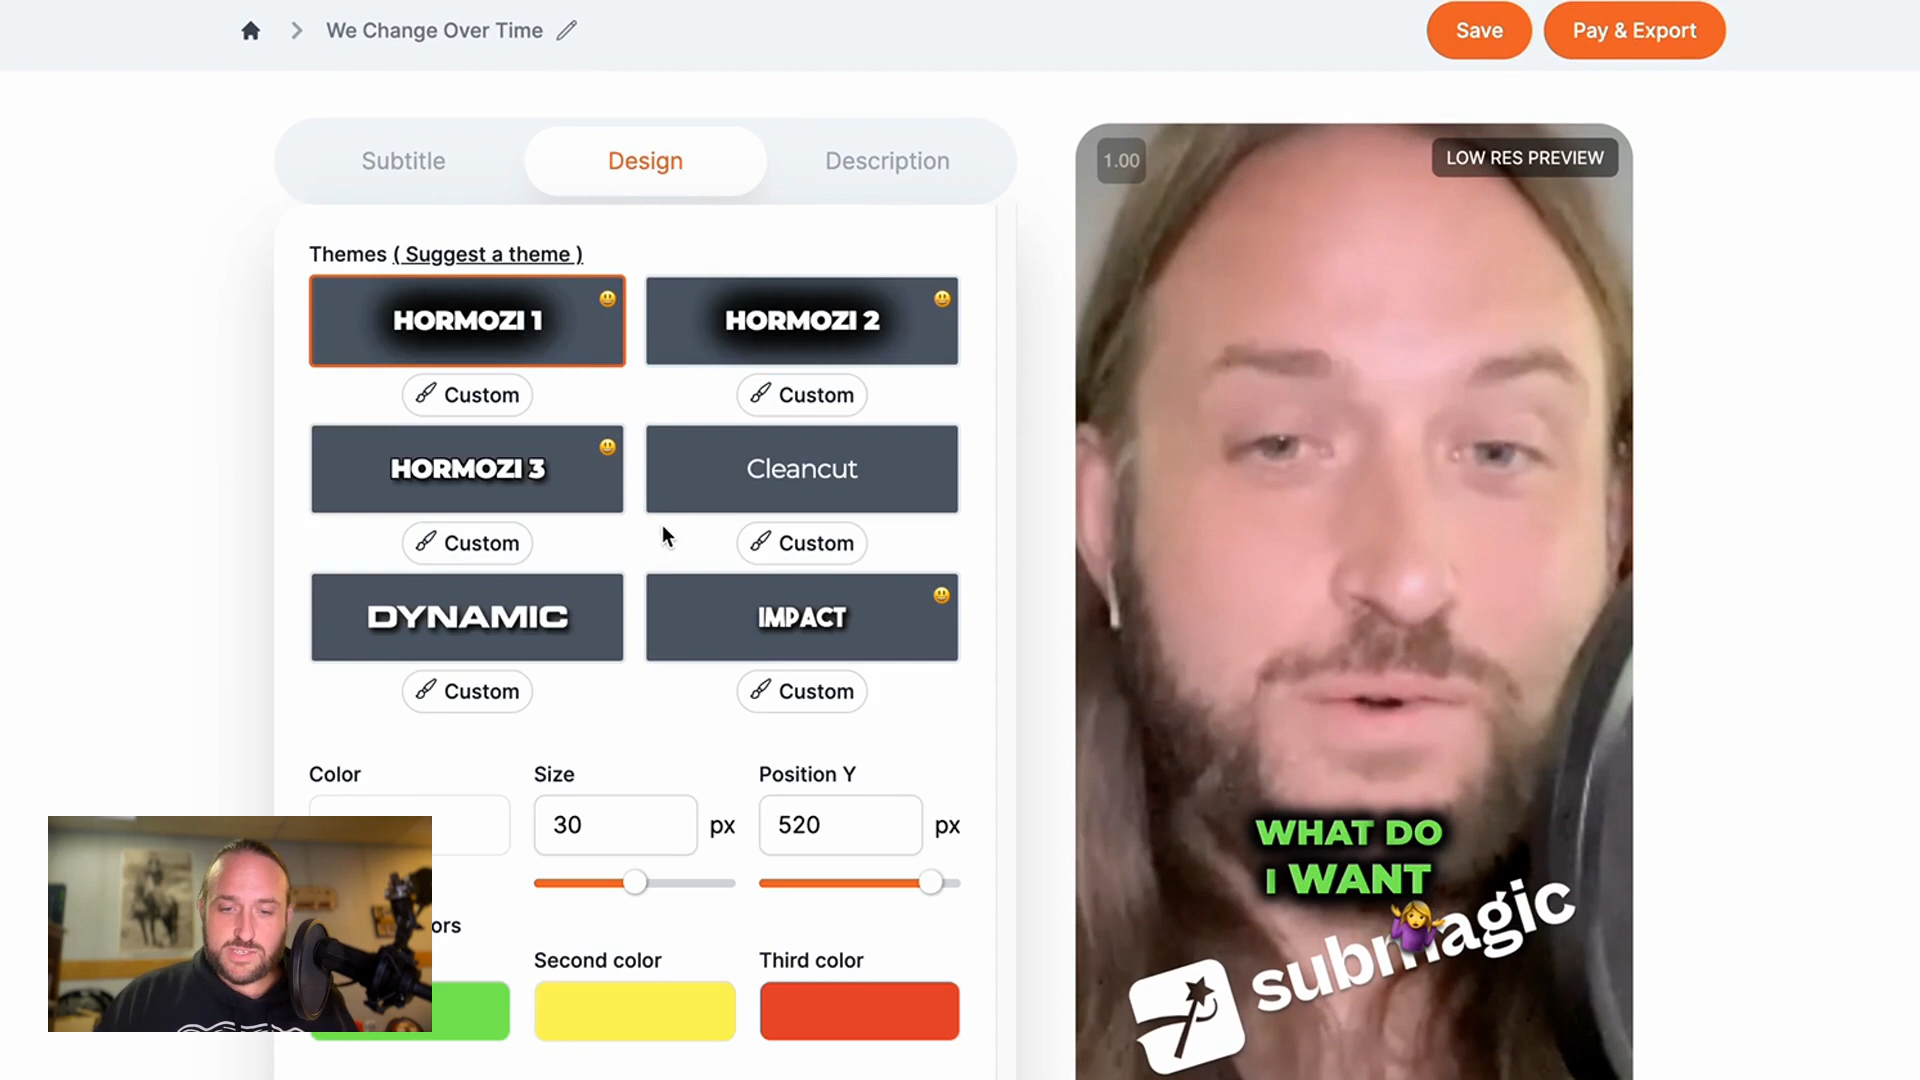 We Change Over Time
Save
Pay & Export
Subtitle
Design
Description
Themes ( Suggest a theme )
HORMOZI 1
HORMOZI 2
Custom
Custom
HORMOZI 3
Cleancut
Custom
Custom
DYNAMIC
IMPACT
Custom
Custom
Color
Size
Position Y
30
px
520
px
ors
Second color
Third color
1.00
LOW RES PREVIEW
WHAT DO
I WANT
submagic